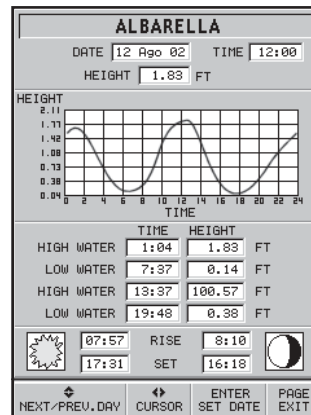 ALBARELLA
DATE 12 Ago 02 TIME 12:00
HEIGHT 1.83 FT
HEIGHT
2.11
1.77
1.42
1.08
0.73
0.38
0.04
0 2 4 6 8 10 12 14 16 18 20 22 24
TIME
TIME HEIGHT
HIGH WATER 1:04 1.83 FT
LOW WATER 7:37 0.14 FT
HIGH WATER 13:37 100.57 FT
LOW WATER 19:48 0.38 FT
07:57 RISE 8:10
17:31 SET 16:18
NEXT/PREV.DAY CURSOR ENTER SET DATE PAGE EXIT